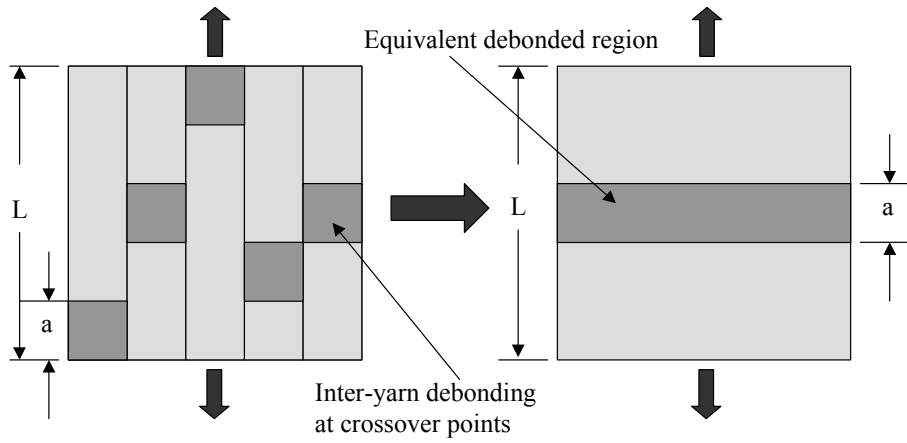 Equivalent debonded region
L
a
L
a
Inter-yarn debonding
at crossover points